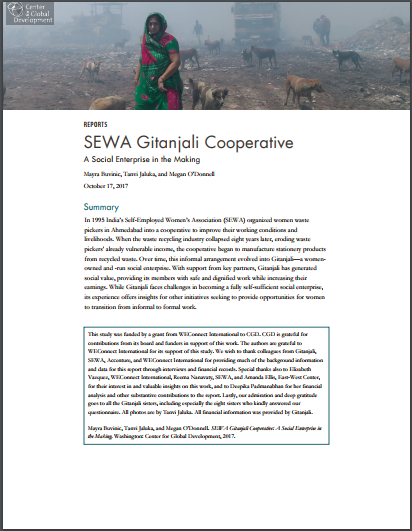 Center
for
Global
Development
REPORTS
SEWA Gitanjali Cooperative
A Social Enterprise in the Making
Mayra Buvinic, Tanvi Jaluka, and Megan O'Donnell
October 17, 2017
Summary
In 1995 India's Self-Employed Women's Association (SEWA) organized women waste
pickers in Ahmedabad into a cooperative to improve their working conditions and
livelihoods. When the waste recycling industry collapsed eight years later, eroding waste
pickers' already vulnerable income, the cooperative began to manufacture stationery products
from recycled waste. Over time, this informal arrangement evolved into Gitanjali—a women-
owned and -run social enterprise. With support from key partners, Gitanjali has generated
social value, providing its members with safe and dignified work while increasing their
earnings. While Gitanjali faces challenges in becoming a fully self-sufficient social enterprise,
its experience offers insights for other initiatives seeking to provide opportunities for women
to transition from informal to formal work.
This study was funded by a grant from WEConnect International to CGD. CGD is grateful for
contributions from its board and funders in support of this work. The authors are grateful to
WEConnect International for its support of this study. We wish to thank colleagues from Gitanjali,
SEWA, Accenture, and WEConnect International for providing much of the background information
and data for this report through interviews and financial records. Special thanks also to Elizabeth
Vazquez, WEConnect International, Reema Nanavaty, SEWA, and Amanda Ellis, East-West Center,
for their interest in and valuable insights on this work, and to Deepika Padmanabhan for her financial
analysis and other substantive contributions to the report. Lastly, our admiration and deep gratitude
goes to all the Gitanjali sisters, including especially the eight sisters who kindly answered our
questionnaire. All photos are by Tanvi Jaluka. All financial information was provided by Gitanjali.
Mayra Buvinic, Tanvi Jaluka, and Megan O'Donnell. SEWA Gitanjali Cooperative: A Social Enterprise in
the Making. Washington: Center for Global Development, 2017.